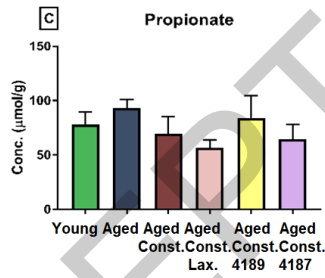 C
Propionate
Conc. (µmol/g)
150
100
50
0
Young Aged Aged Aged Aged Aged
Const. Const. Const. Const.
Lax. 4189 4187